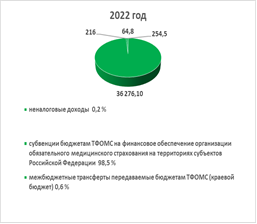 2022 год
216
64,8
254,5
36 276,10
неналоговые доходы 0,2 %
субвенции бюджетам ТФОМС на финансовое обеспечение организации
обязательного медицинского страхования на территориях субъектов
Российской Федерации 98,5 %
межбюджетные трансферты передаваемые бюджетам ТФОМС (краевой
бюджет) 0,6 %